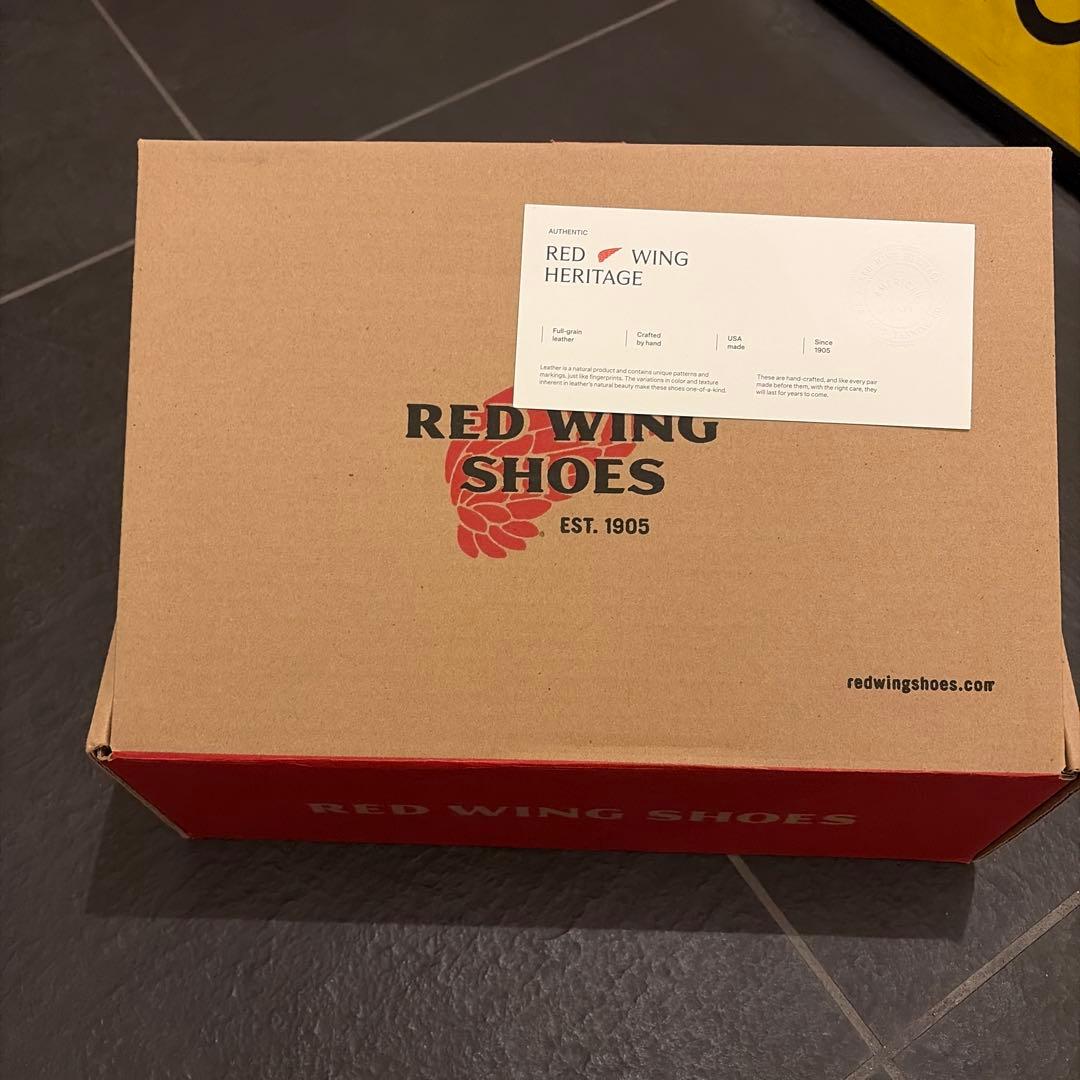 AUTHENTIC
RED WING
HERITAGE
Full-grain
leather
Crafted
by hand
USA
made
Since
1905
Leather is a natural product and contains unique patterns and
markings, just like fingerprints. The variations in color and texture
inherent in leather's natural beauty make these shoes one-of-a-kind.
These are hand-crafted, and like every pair
made before them, with the right care, they
will last for years to come.
RED WING
SHOES
EST. 1905
redwingshoes.com
RED WING SHOES